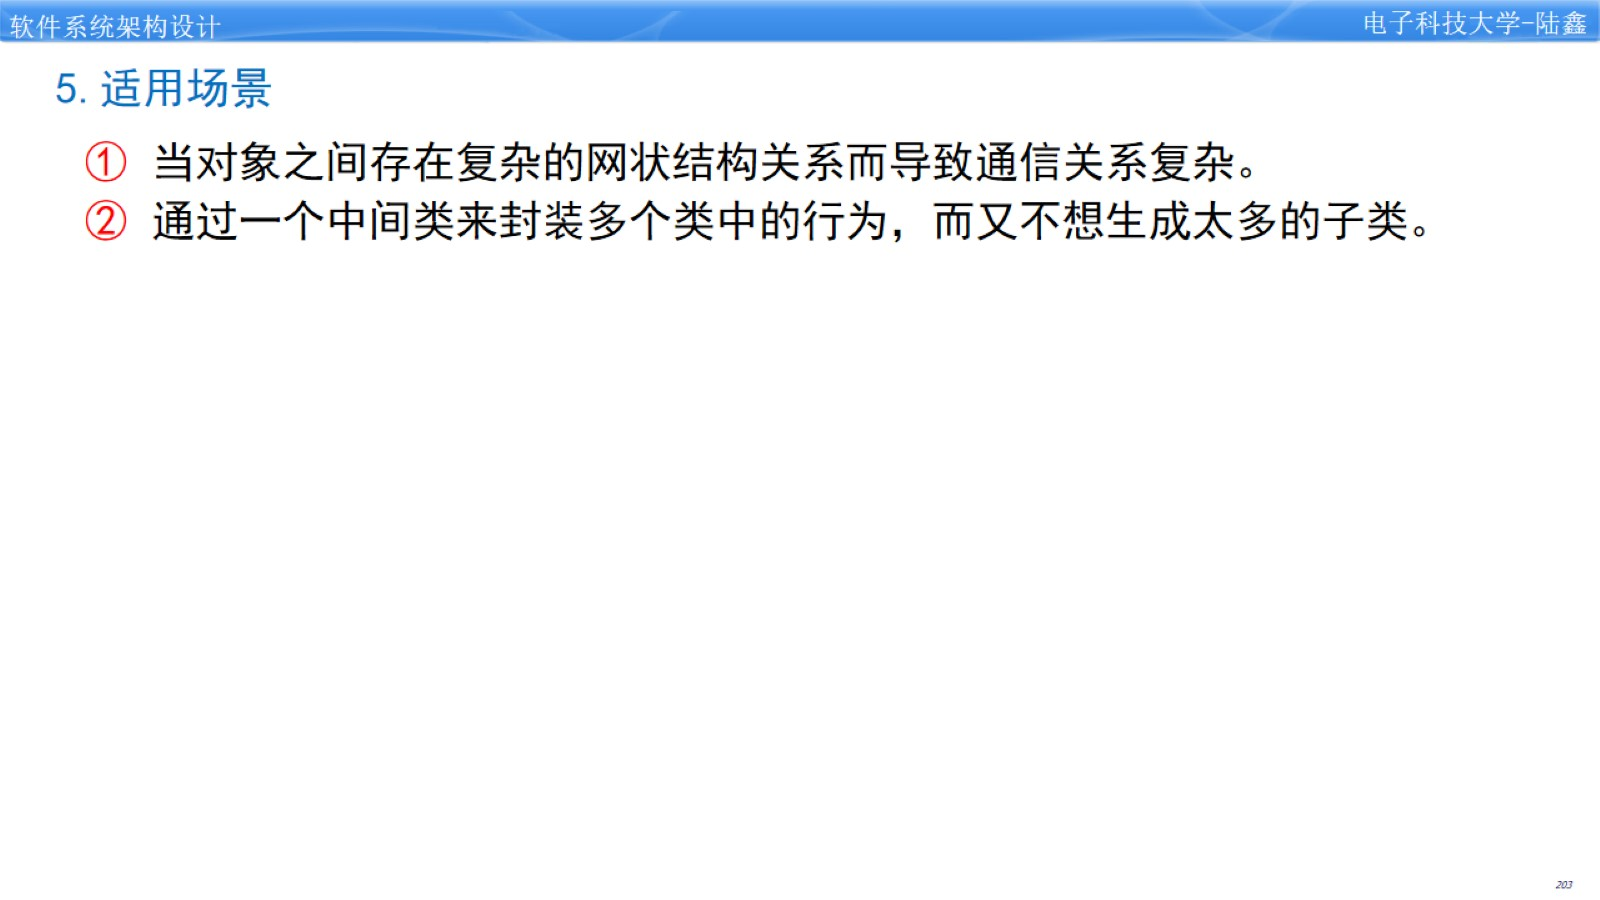 软件系统架构设计
电子科技大学-陆鑫
5. 适用场景
① 当对象之间存在复杂的网状结构关系而导致通信关系复杂。
② 通过一个中间类来封装多个类中的行为，而又不想生成太多的子类。
203